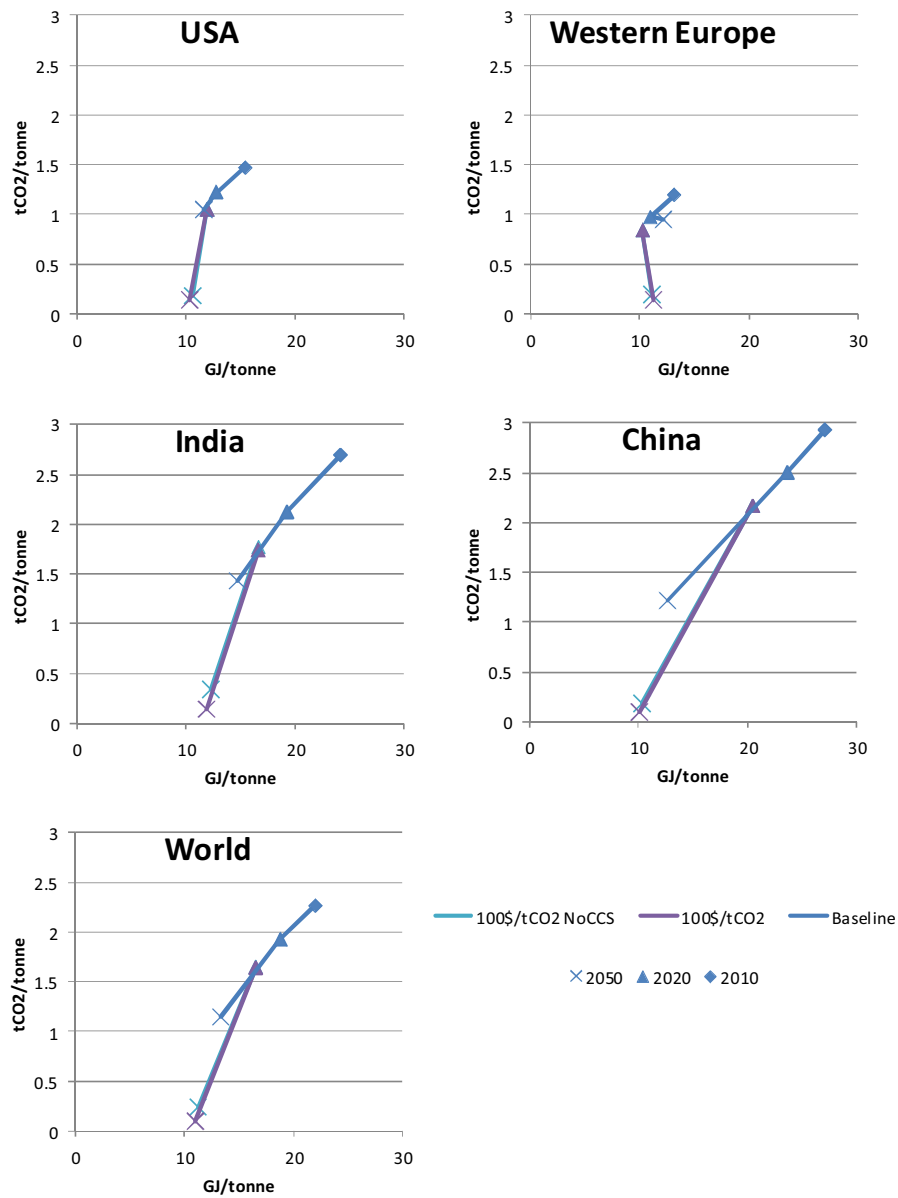 USA
3
2.5
2
1.5
1
0.5
0
0 10 20 30
tCO2/tonne
GJ/tonne
Western Europe
3
2.5
2
1.5
1
0.5
0
0 10 20 30
tCO2/tonne
GJ/tonne
India
3
2.5
2
1.5
1
0.5
0
0 10 20 30
tCO2/tonne
GJ/tonne
China
3
2.5
2
1.5
1
0.5
0
0 10 20 30
tCO2/tonne
GJ/tonne
World
3
2.5
2
1.5
1
0.5
0
0 10 20 30
tCO2/tonne
GJ/tonne
100$/tCO2 NoCCS 100$/tCO2 Baseline
2050 2020 2010